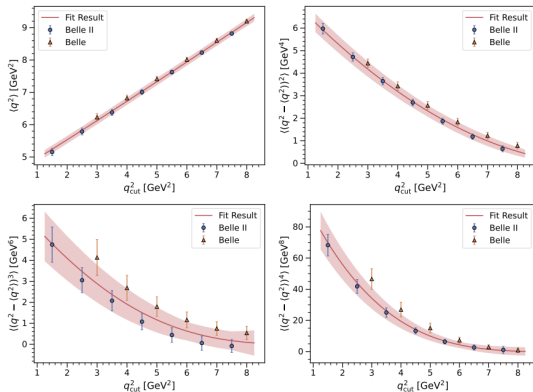 Fit Result
Belle II
Belle
⟨q²⟩ [GeV²]
9
8
7
6
5
1 2 3 4 5 6 7 8
q²cut [GeV²]
Fit Result
Belle II
Belle
⟨(q² − ⟨q²⟩)²⟩ [GeV⁴]
6
5
4
3
2
1
0
1 2 3 4 5 6 7 8
q²cut [GeV²]
Fit Result
Belle II
Belle
⟨(q² − ⟨q²⟩)³⟩ [GeV⁶]
6
5
4
3
2
1
0
1 2 3 4 5 6 7 8
q²cut [GeV²]
Fit Result
Belle II
Belle
⟨(q² − ⟨q²⟩)⁴⟩ [GeV⁸]
100
80
60
40
20
0
1 2 3 4 5 6 7 8
q²cut [GeV²]